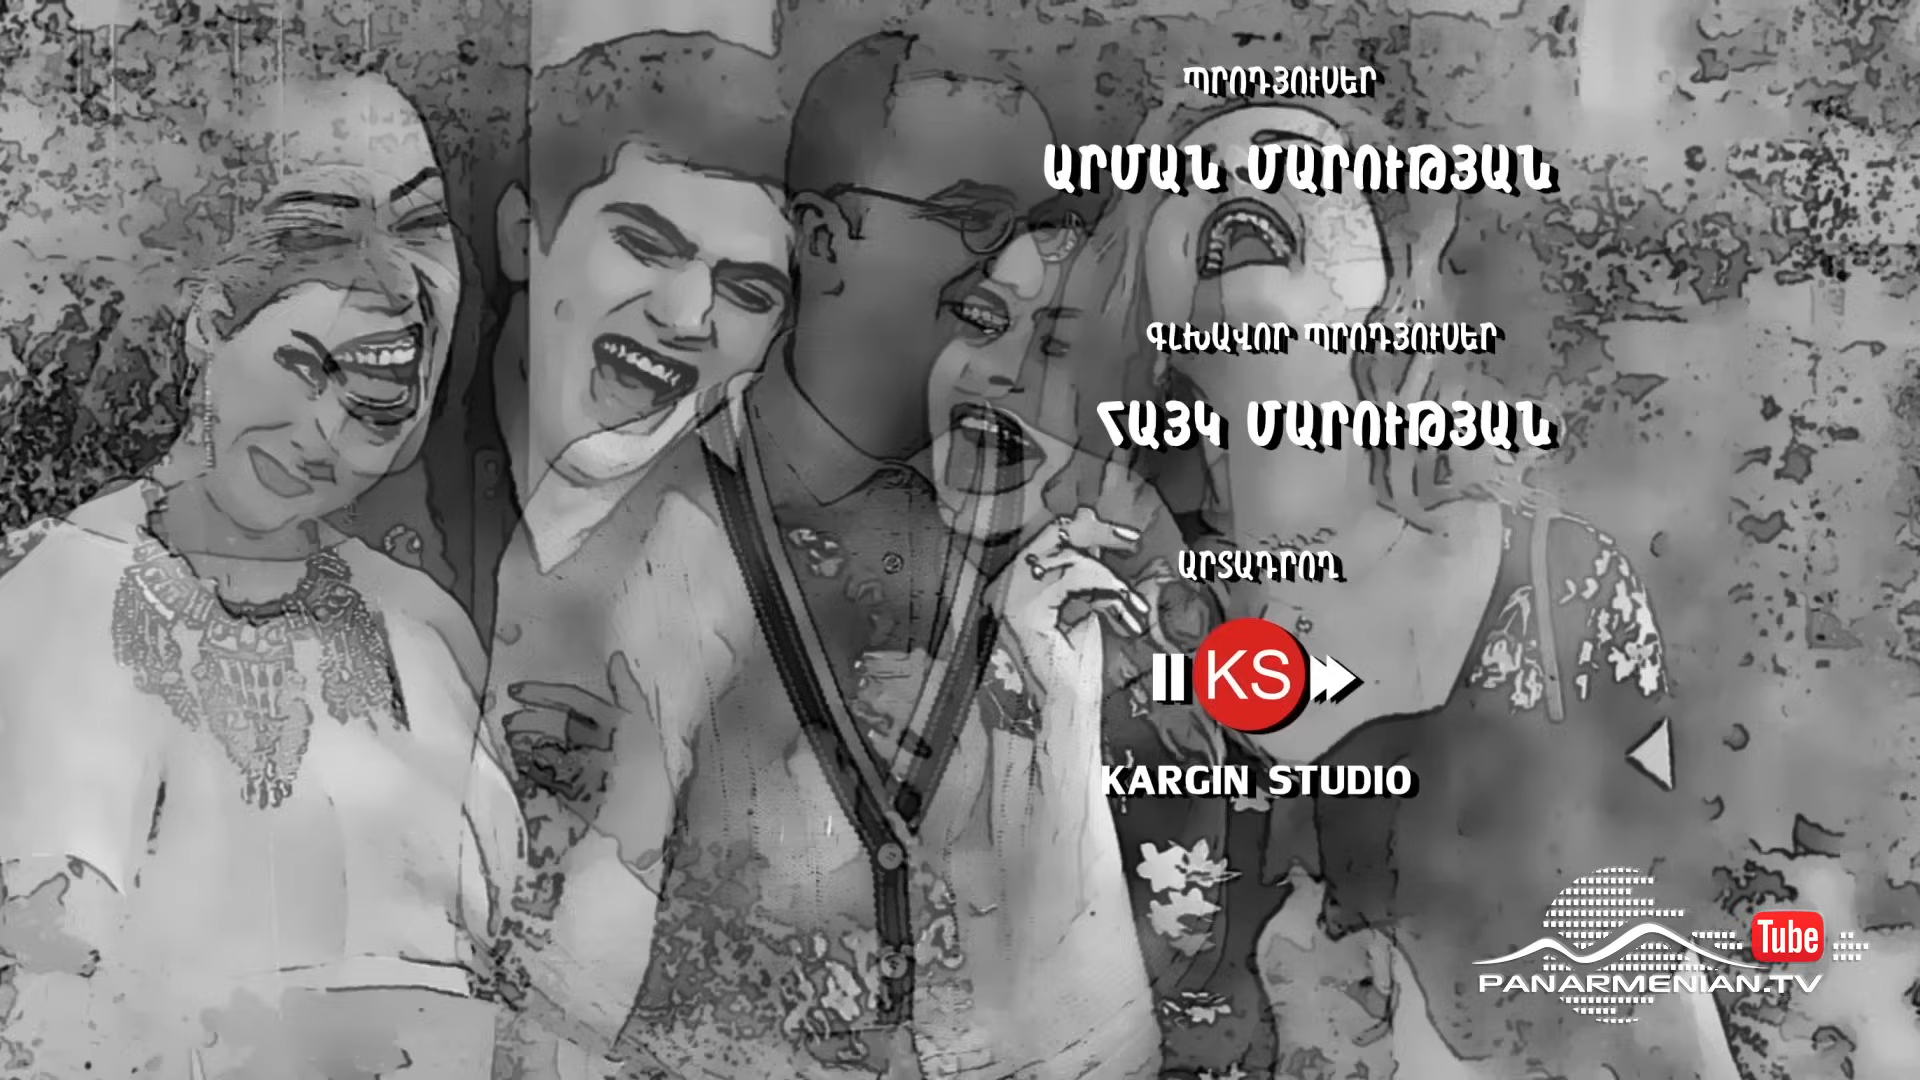 ՊՐՈԴՅՈՒՍԵՐ
ԱՐՄԱՆ ՄԱՐՈՒԹՅԱՆ
ԳԼԽԱՎՈՐ ՊՐՈԴՅՈՒՍԵՐ
ՀԱՅԿ ՄԱՐՈՒԹՅԱՆ
ԱՐՏԱԴՐՈՂ
KS
KARGIN STUDIO
Tube
PANARMENIAN.TV